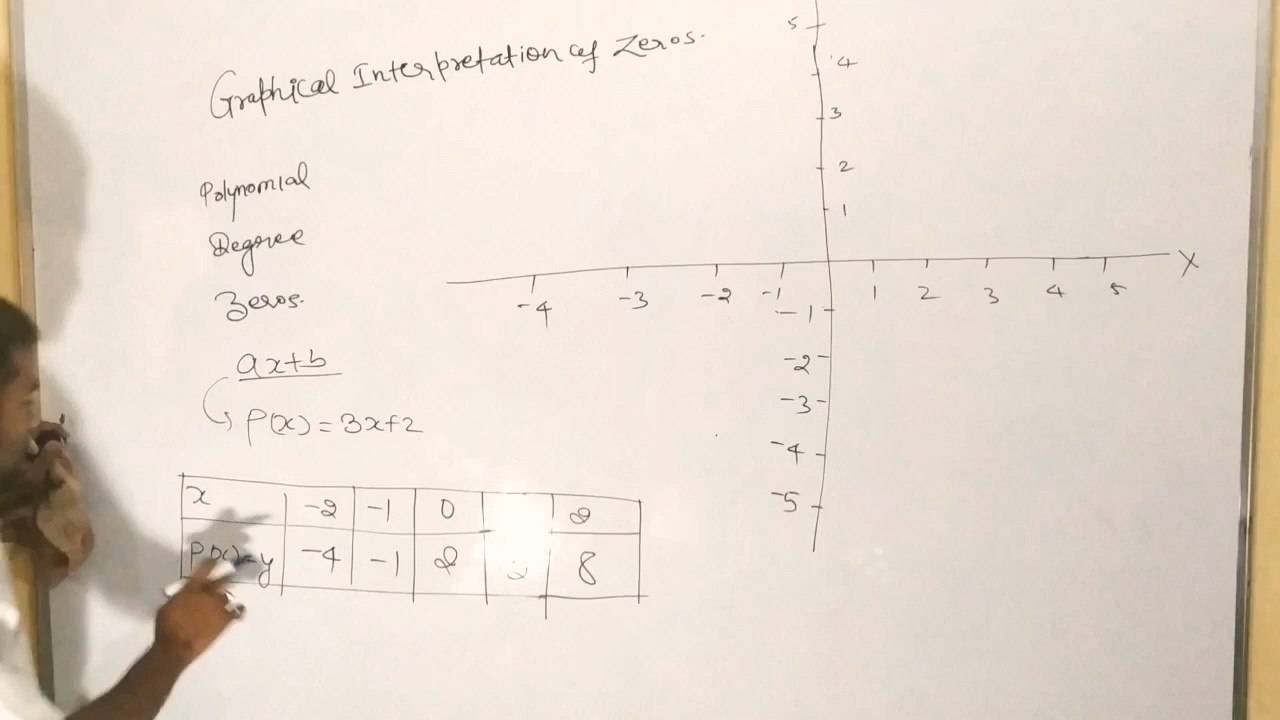 Graphical Interpretation of Zeros.
Polynomial
Degree
Zeros.
ax+b
P(x) = 3x+2
x -2 -1 0 2
P(x)=y -4 -1 2 2 8
5
4
3
2
1
-4 -3 -2 -1 1 2 3 4 5 X
-1
-2
-3
-4
-5